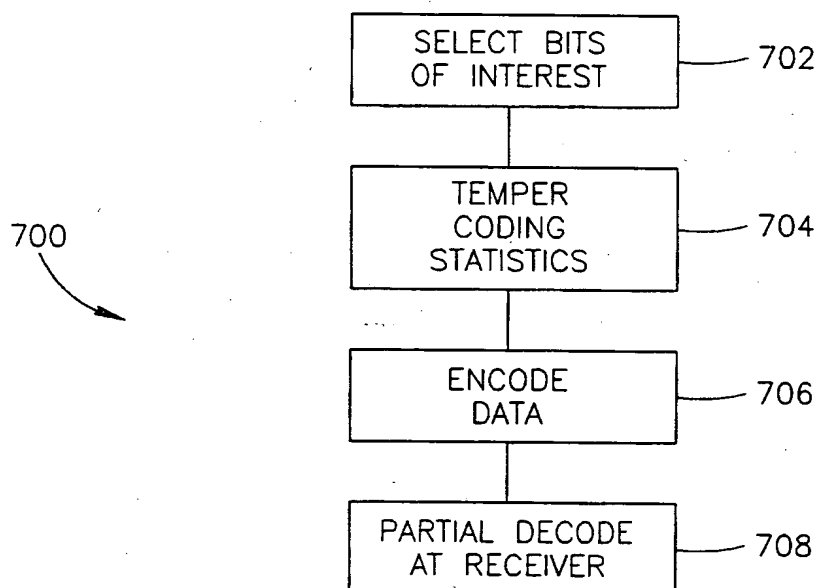 SELECT BITS
OF INTEREST
702
TEMPER
CODING
STATISTICS
704
700
ENCODE
DATA
706
PARTIAL DECODE
AT RECEIVER
708